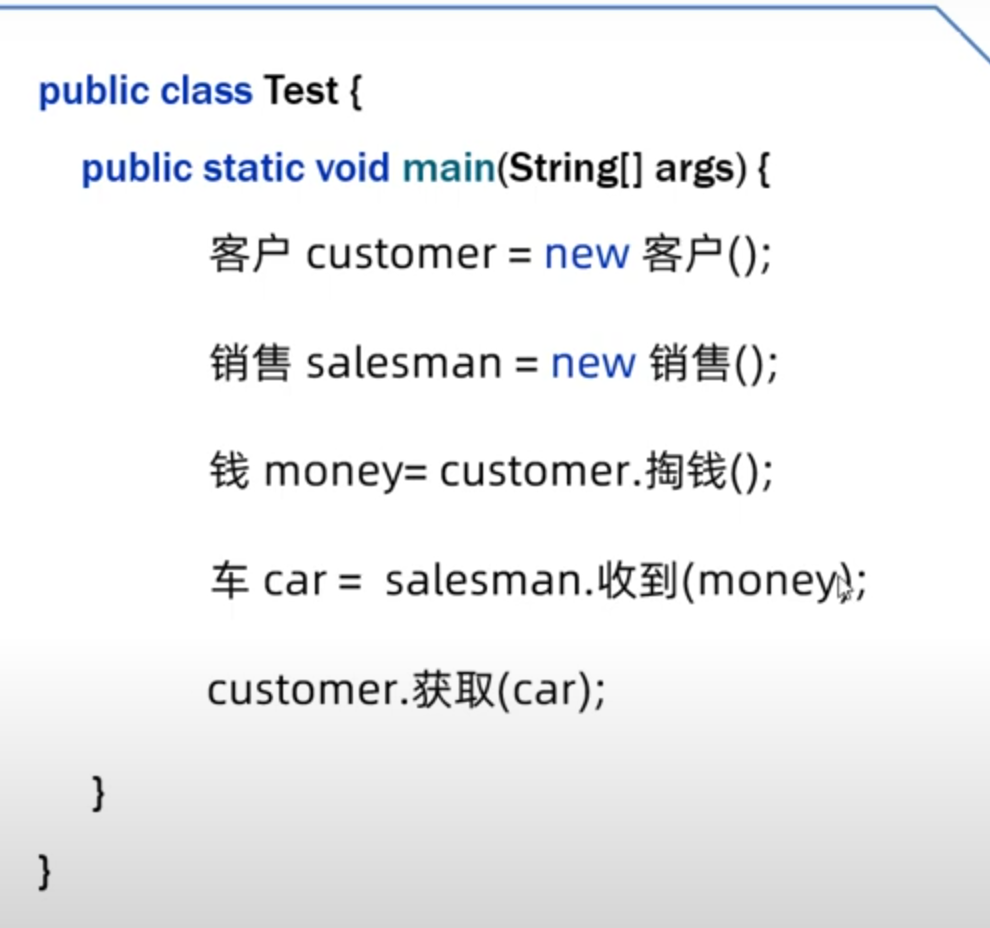 public class Test {
public static void main(String[] args) {
客户 customer = new 客户();
销售 salesman = new 销售();
钱 money= customer.掏钱();
车 car = salesman.收到(money);
customer.获取(car);
}
}